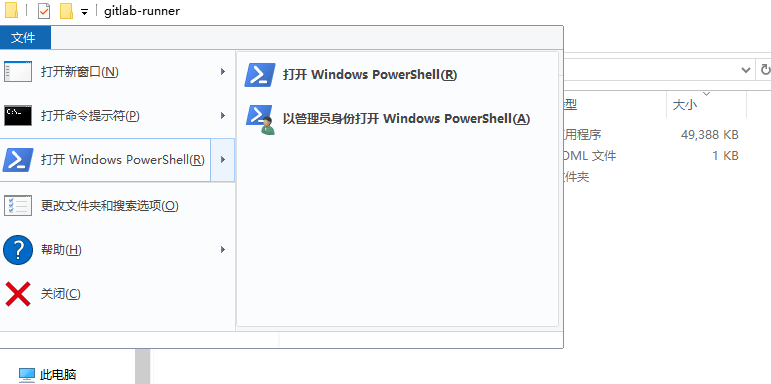 gitlab-runner
文件
打开新窗口(N)
打开命令提示符(P)
打开 Windows PowerShell(R)
更改文件夹和搜索选项(O)
帮助(H)
关闭(C)
打开 Windows PowerShell(R)
以管理员身份打开 Windows PowerShell(A)
型 大小
用程序 49,388 KB
OML 文件 1 KB
件夹
此电脑